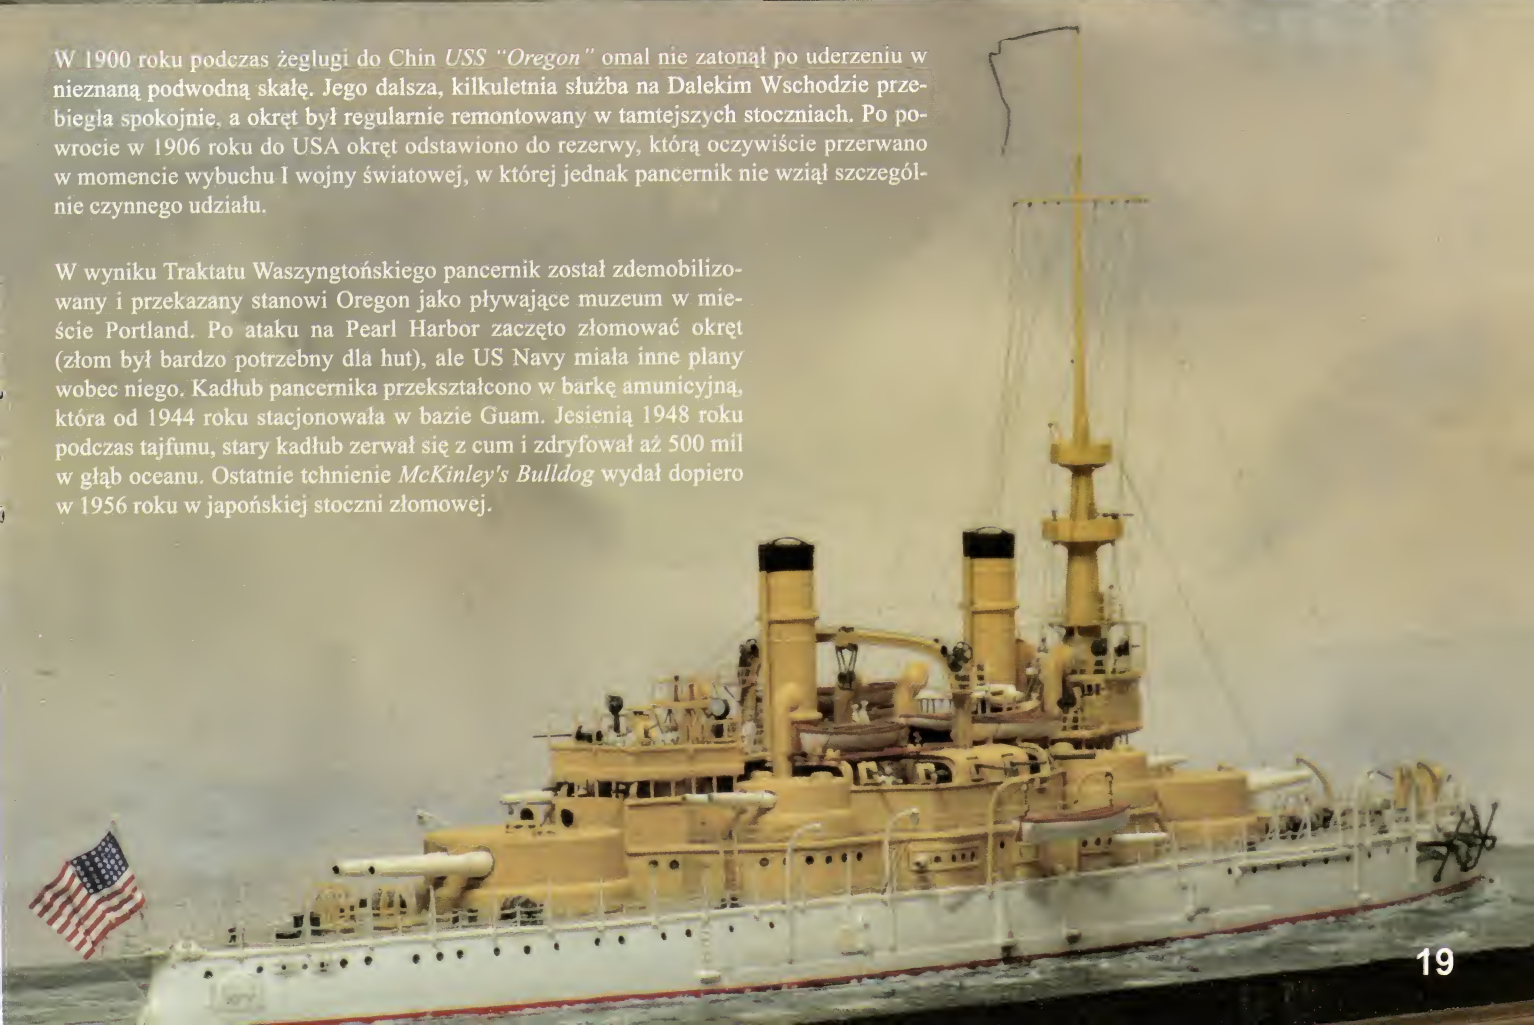 W 1900 roku podczas żeglugi do Chin USS "Oregon" omal nie zatonął po uderzeniu w
nieznaną podwodną skałę. Jego dalsza, kilkuletnia służba na Dalekim Wschodzie prze-
biegła spokojnie, a okręt był regularnie remontowany w tamtejszych stoczniach. Po po-
wrocie w 1906 roku do USA okręt odstawiono do rezerwy, którą oczywiście przerwano
w momencie wybuchu I wojny światowej, w której jednak pancernik nie wziął szczegól-
nie czynnego udziału.
W wyniku Traktatu Waszyngtońskiego pancernik został zdemobilizo-
wany i przekazany stanowi Oregon jako pływające muzeum w mie-
ście Portland. Po ataku na Pearl Harbor zaczęto złomować okręt
(złom był bardzo potrzebny dla hut), ale US Navy miała inne plany
wobec niego. Kadłub pancernika przekształcono w barkę amunicyjną,
która od 1944 roku stacjonowała w bazie Guam. Jesienią 1948 roku
podczas tajfunu, stary kadłub zerwał się z cum i zdryfował aż 500 mil
w głąb oceanu. Ostatnie tchnienie McKinley's Bulldog wydał dopiero
w 1956 roku w japońskiej stoczni złomowej.
19